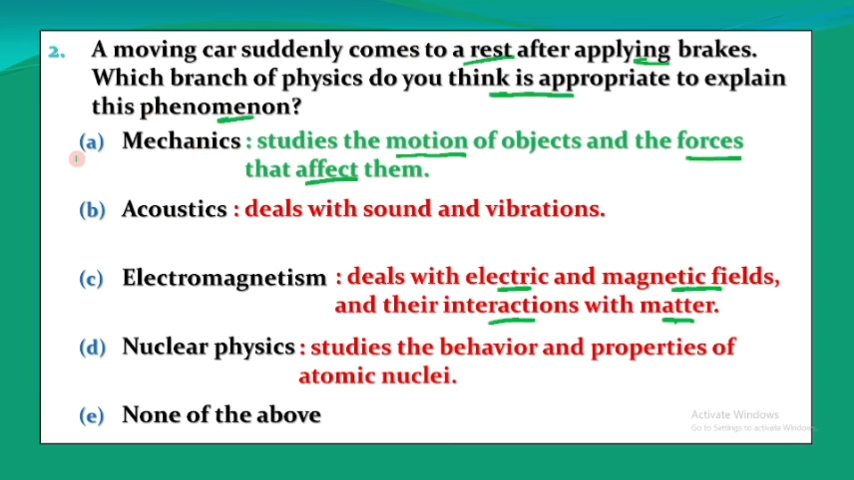 2. A moving car suddenly comes to a rest after applying brakes.
Which branch of physics do you think is appropriate to explain
this phenomenon?
(a) Mechanics : studies the motion of objects and the forces
that affect them.
(b) Acoustics : deals with sound and vibrations.
(c) Electromagnetism : deals with electric and magnetic fields,
and their interactions with matter.
(d) Nuclear physics : studies the behavior and properties of
atomic nuclei.
(e) None of the above
Activate Windows
Go to Settings to activate Windows.